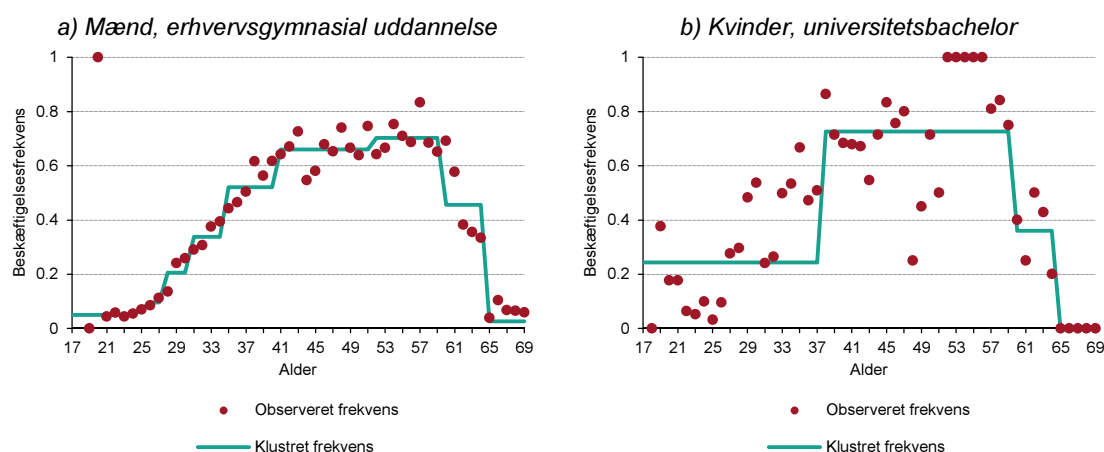 a) Mænd, erhvervsgymnasial uddannelse
Beskæftigelsesfrekvens
1
0.8
0.6
0.4
0.2
0
17 21 25 29 33 37 41 45 49 53 57 61 65 69
Alder
Observeret frekvens
Klustret frekvens
b) Kvinder, universitetsbachelor
Beskæftigelsesfrekvens
1
0.8
0.6
0.4
0.2
0
17 21 25 29 33 37 41 45 49 53 57 61 65 69
Alder
Observeret frekvens
Klustret frekvens